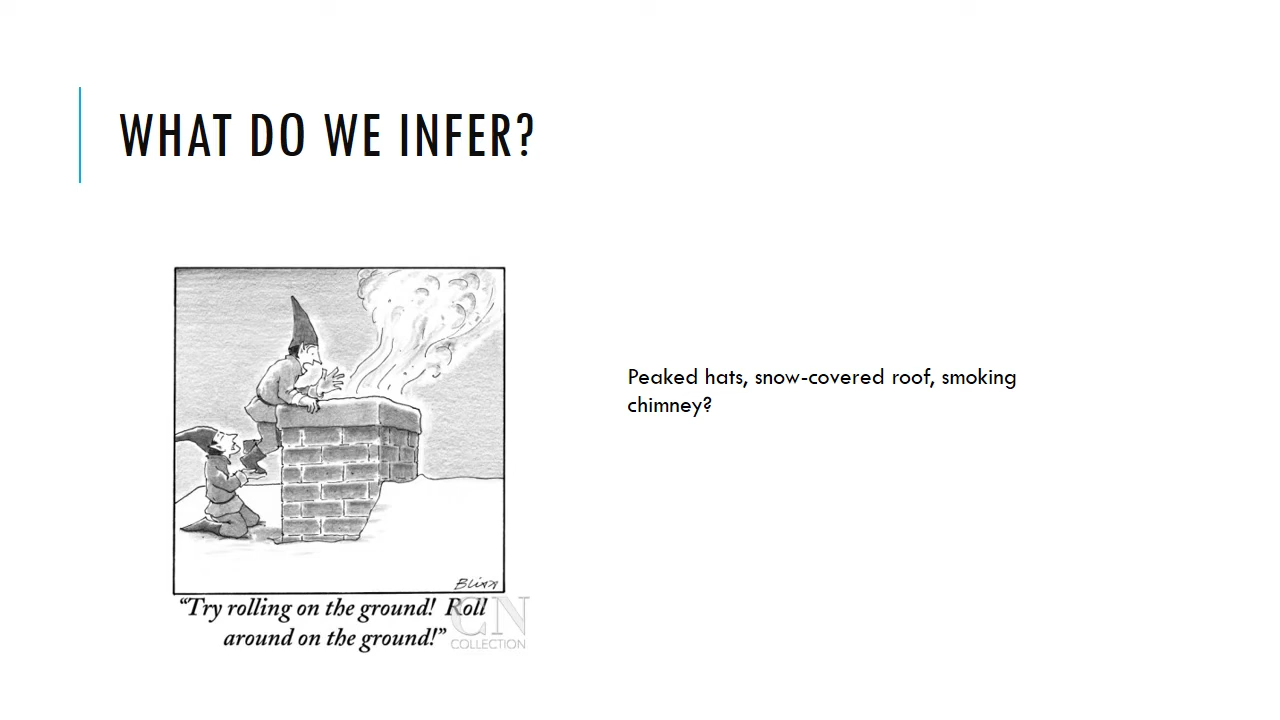 WHAT DO WE INFER?
Peaked hats, snow-covered roof, smoking
chimney?
“Try rolling on the ground! Roll
around on the ground!”
CN
COLLECTION